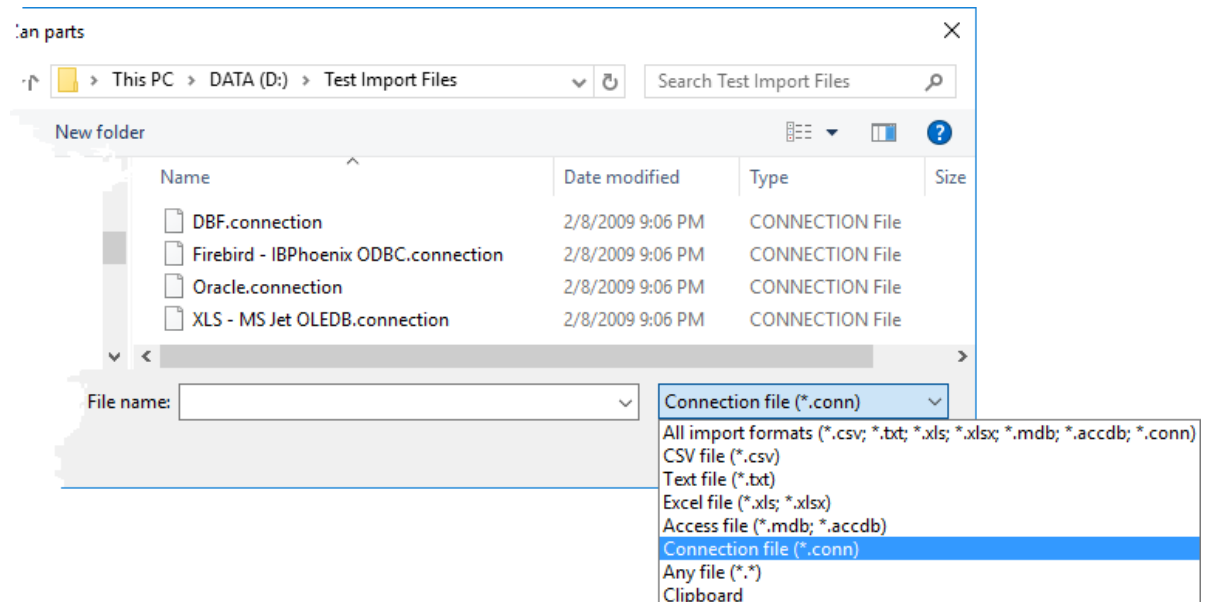 :an parts
This PC > DATA (D:) > Test Import Files Search Test Import Files
New folder
Name Date modified Type Size
DBF.connection 2/8/2009 9:06 PM CONNECTION File
Firebird - IBPhoenix ODBC.connection 2/8/2009 9:06 PM CONNECTION File
Oracle.connection 2/8/2009 9:06 PM CONNECTION File
XLS - MS Jet OLEDB.connection 2/8/2009 9:06 PM CONNECTION File
File name: Connection file (*.conn)
All import formats (*.csv; *.txt; *.xls; *.xlsx; *.mdb; *.accdb; *.conn)
CSV file (*.csv)
Text file (*.txt)
Excel file (*.xls; *.xlsx)
Access file (*.mdb; *.accdb)
Connection file (*.conn)
Any file (*.*)
Clipboard